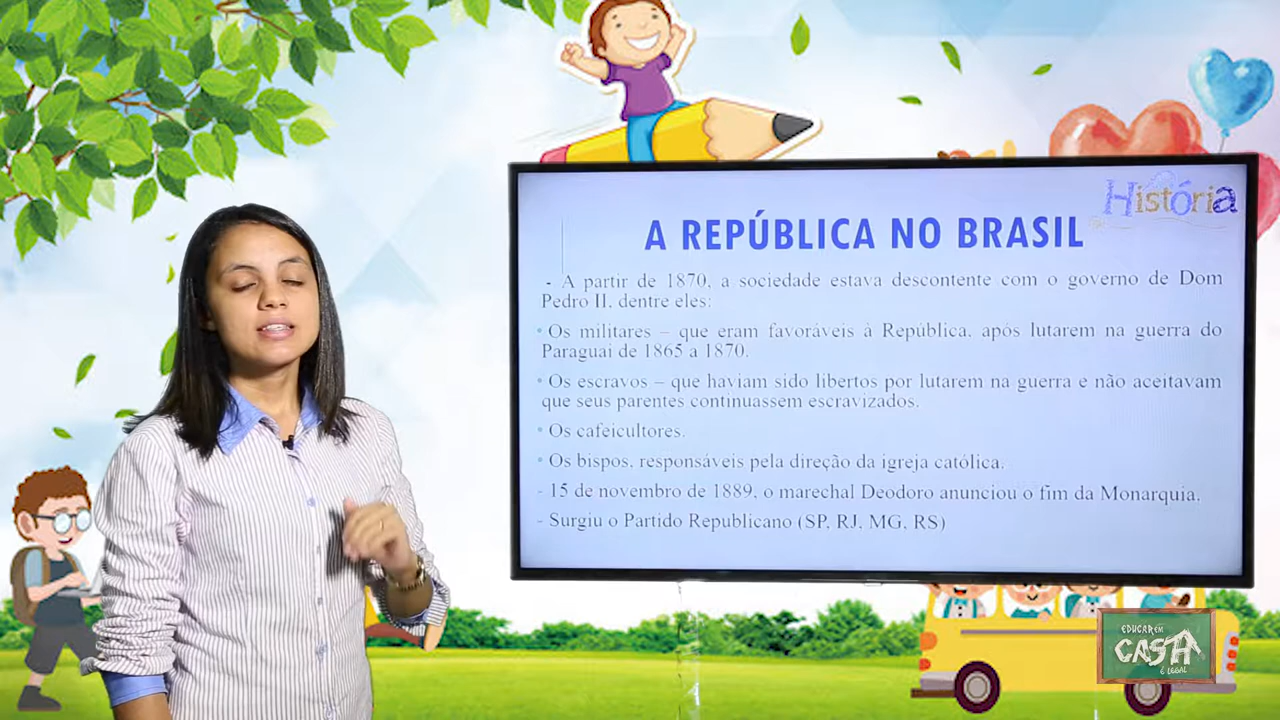 História
A REPÚBLICA NO BRASIL
- A partir de 1870, a sociedade estava descontente com o governo de Dom
Pedro II, dentre eles:
• Os militares – que eram favoráveis à República, após lutarem na guerra do
Paraguai de 1865 a 1870.
• Os escravos – que haviam sido libertos por lutarem na guerra e não aceitavam
que seus parentes continuassem escravizados.
• Os cafeicultores.
• Os bispos, responsáveis pela direção da igreja católica.
- 15 de novembro de 1889, o marechal Deodoro anunciou o fim da Monarquia.
- Surgiu o Partido Republicano (SP, RJ, MG, RS)
EDUCAR EM
CASA
É LEGAL